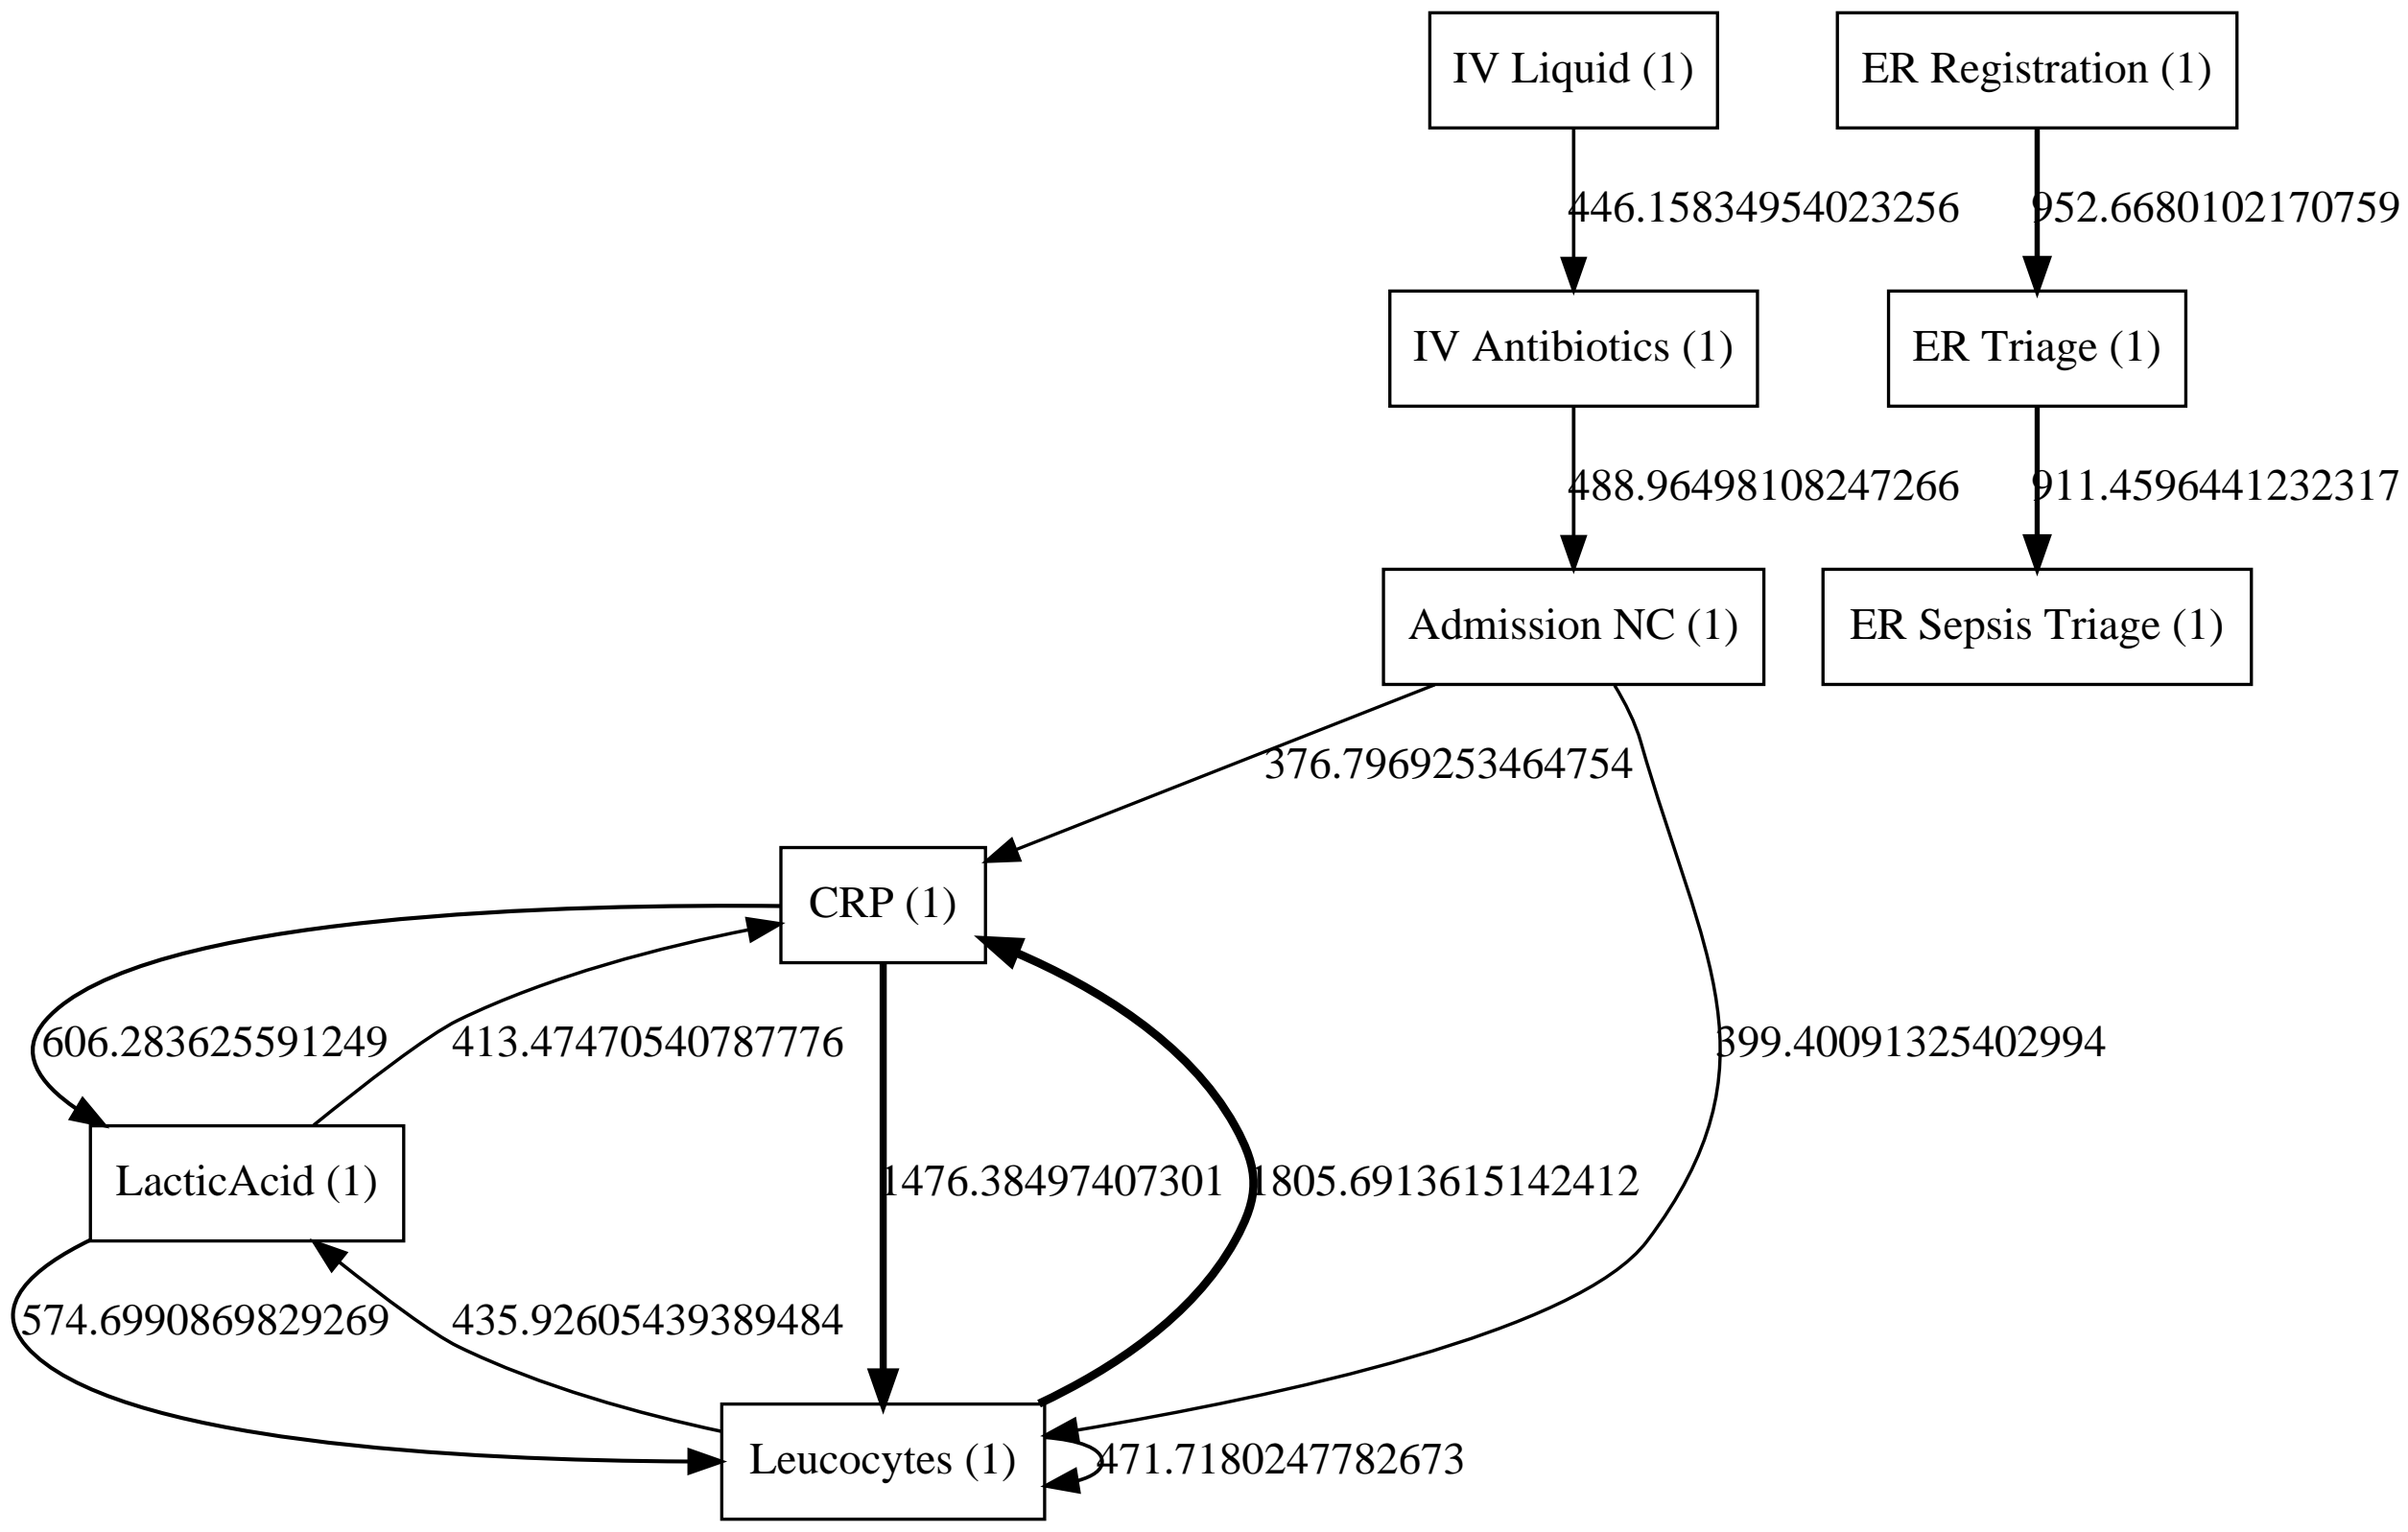 IV Liquid (1)
ER Registration (1)
446.15834954023256
952.6680102170759
IV Antibiotics (1)
ER Triage (1)
488.96498108247266
911.4596441232317
Admission NC (1)
ER Sepsis Triage (1)
376.7969253464754
CRP (1)
606.283625591249
413.47470540787776
399.40091325402994
LacticAcid (1)
1476.38497407301
1805.6913615142412
574.6990869829269
435.92605439389484
Leucocytes (1)
471.7180247782673